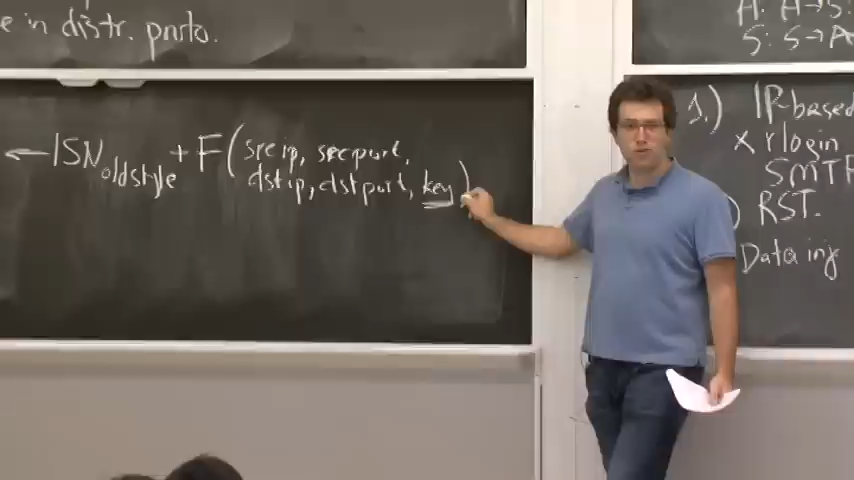 e in distr. proto.
← ISN oldstyle + F(src ip, src port,
dst ip, dst port, key)
A: A→S:
S: S→A
1.) IP-based
x rlogin
SMTP
RST.
Data inj